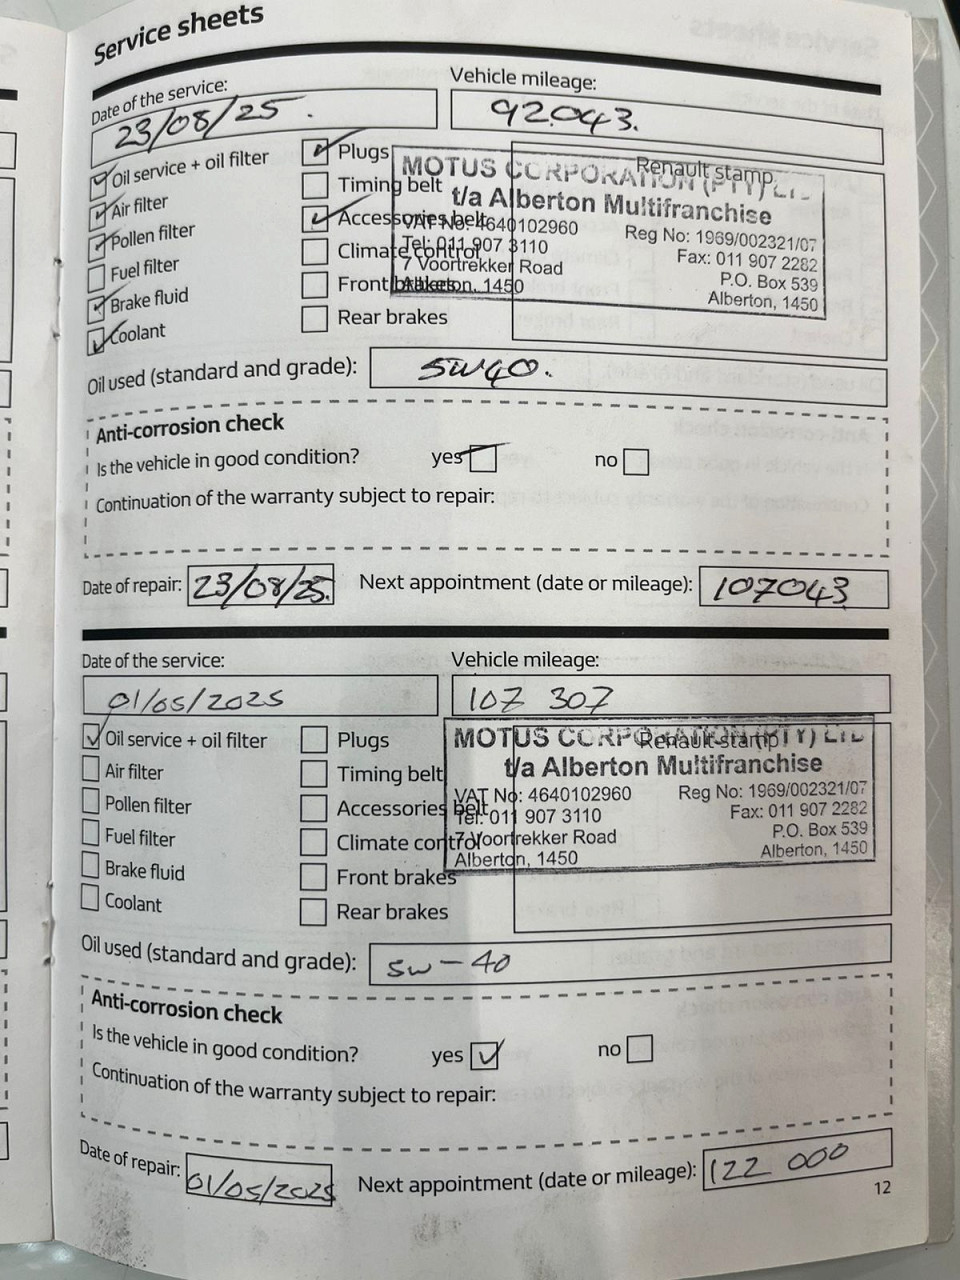 Service sheets
Date of the service:
Vehicle mileage:
23/08/25.
92043.
Oil service + oil filter
Air filter
Pollen filter
Fuel filter
Brake fluid
Coolant
Plugs
Timing belt
Accessories belt
Climate control
Front brakes
Rear brakes
Renault stamp
MOTUS CORPORATION (PTY) LTD
t/a Alberton Multifranchise
VAT No: 4640102960
Reg No: 1969/002321/07
Tel: 011 907 3110
Fax: 011 907 2282
7 Voortrekker Road
P.O. Box 539
Alberton. 1450
Alberton, 1450
Oil used (standard and grade):
5W40.
Anti-corrosion check
Is the vehicle in good condition?
yes
no
Continuation of the warranty subject to repair:
Date of repair: 23/08/25.
Next appointment (date or mileage): 107043
Date of the service:
Vehicle mileage:
01/05/2025
107 307
Oil service + oil filter
Air filter
Pollen filter
Fuel filter
Brake fluid
Coolant
Plugs
Timing belt
Accessories belt
Climate control
Front brakes
Rear brakes
Renault stamp
MOTUS CORPORATION (PTY) LTD
t/a Alberton Multifranchise
VAT No: 4640102960
Reg No: 1969/002321/07
Tel: 011 907 3110
Fax: 011 907 2282
7 Voortrekker Road
P.O. Box 539
Alberton, 1450
Alberton, 1450
Oil used (standard and grade):
5w-40
Anti-corrosion check
Is the vehicle in good condition?
yes
no
Continuation of the warranty subject to repair:
Date of repair: 01/05/2025
Next appointment (date or mileage): 122 000
12